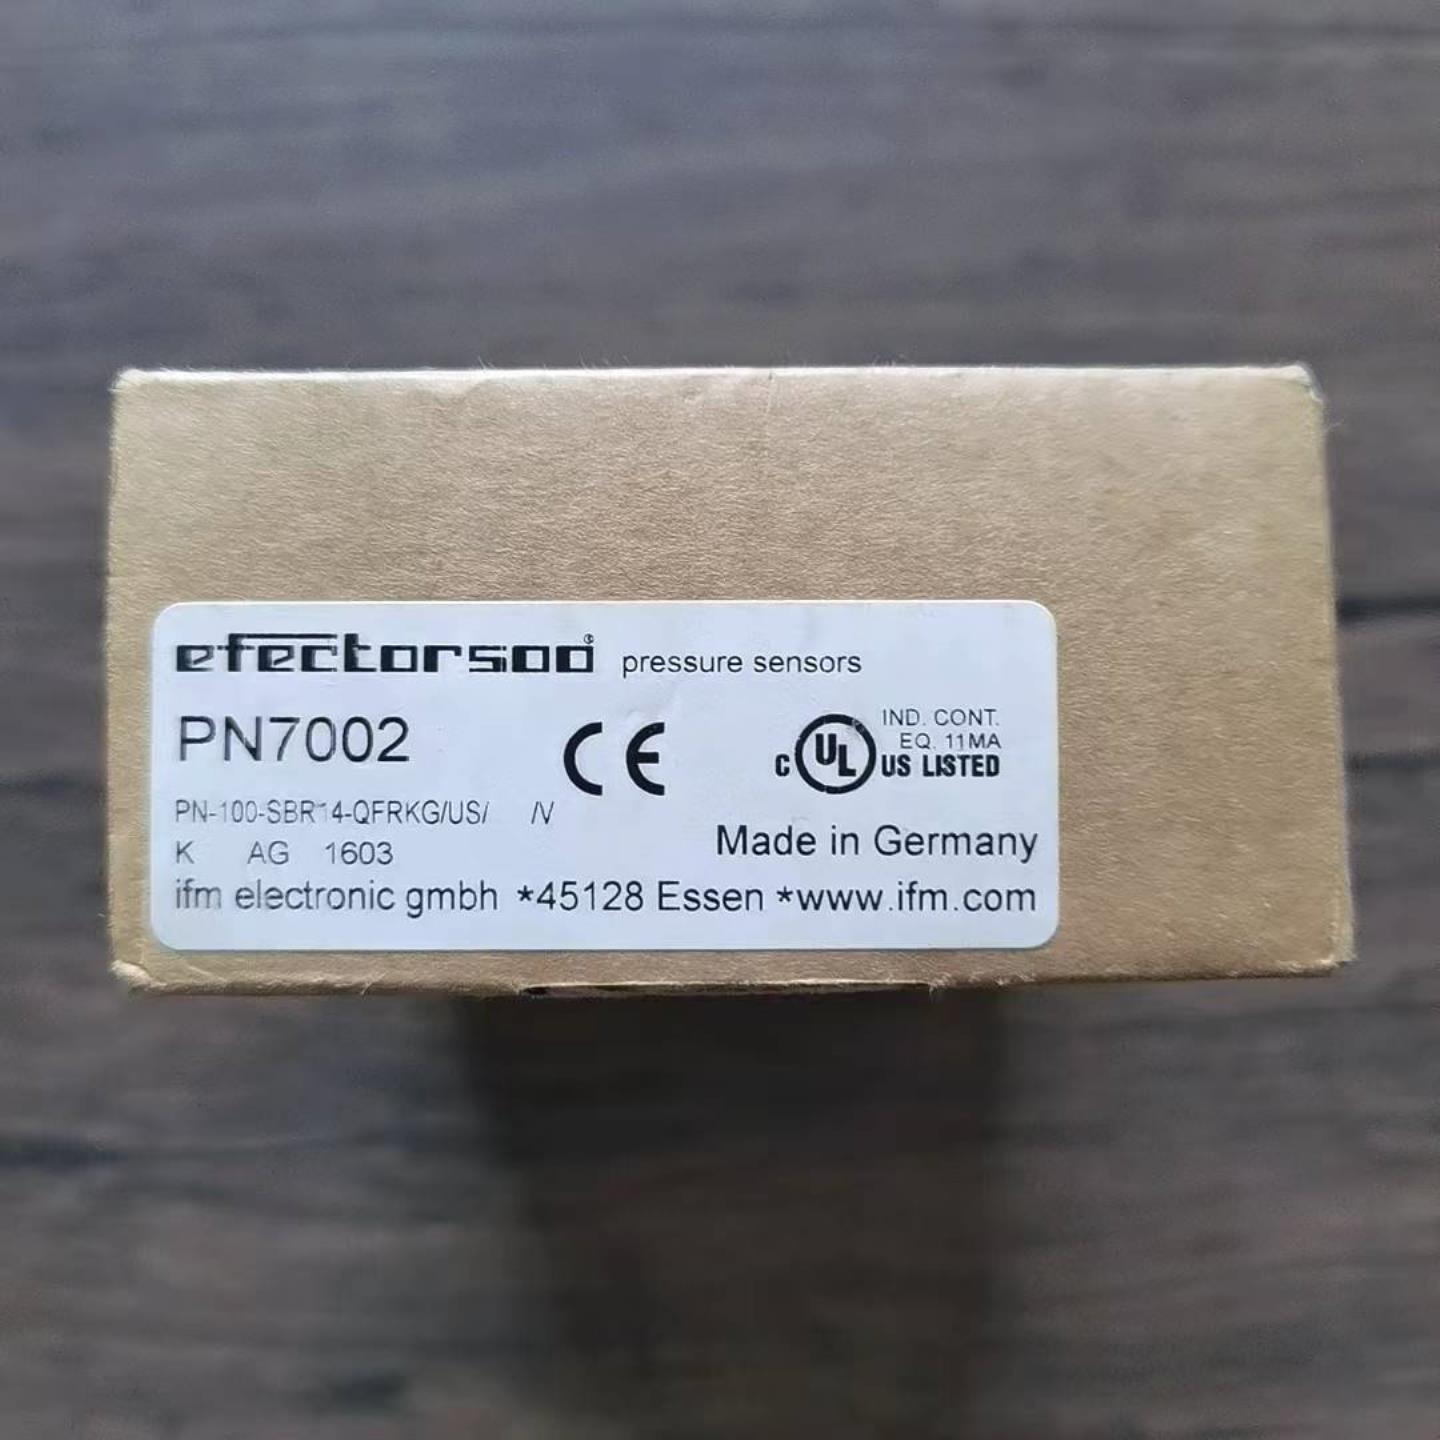 efector500® pressure sensors
PN7002
CE
C UL US LISTED
IND. CONT.
EQ. 11MA
PN-100-SBR14-QFRKG/US/ /V
K AG 1603
Made in Germany
ifm electronic gmbh *45128 Essen *www.ifm.com